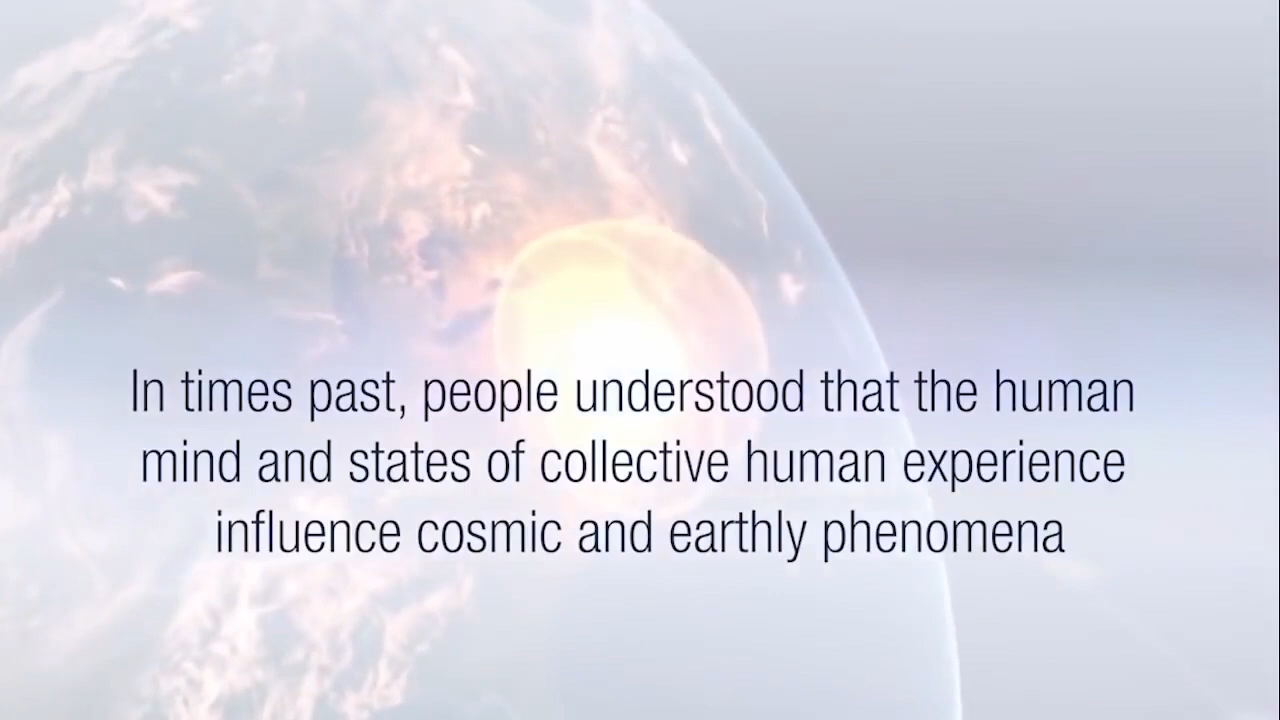 In times past, people understood that the human
mind and states of collective human experience
influence cosmic and earthly phenomena